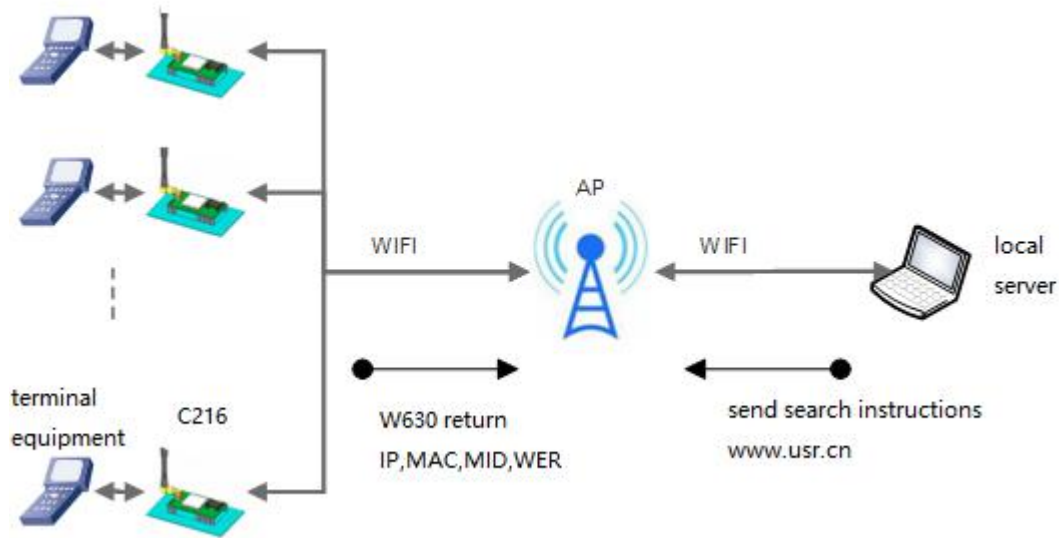 AP
WIFI
WIFI
local
server
terminal
equipment
C216
W630 return
IP,MAC,MID,WER
send search instructions
www.usr.cn